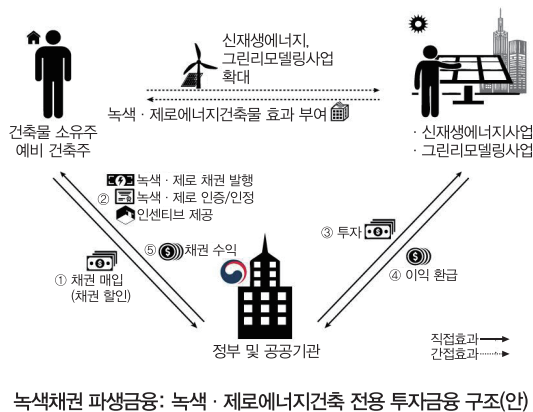 신재생에너지,
그린리모델링사업
확대
녹색 · 제로에너지건축물 효과 부여
건축물 소유주
예비 건축주
· 신재생에너지사업
· 그린리모델링사업
② 녹색 · 제로 채권 발행
녹색 · 제로 인증/인정
인센티브 제공
⑤ 채권 수익
③ 투자
① 채권 매입
(채권 할인)
④ 이익 환급
정부 및 공공기관
직접효과
간접효과
녹색채권 파생금융: 녹색 · 제로에너지건축 전용 투자금융 구조(안)